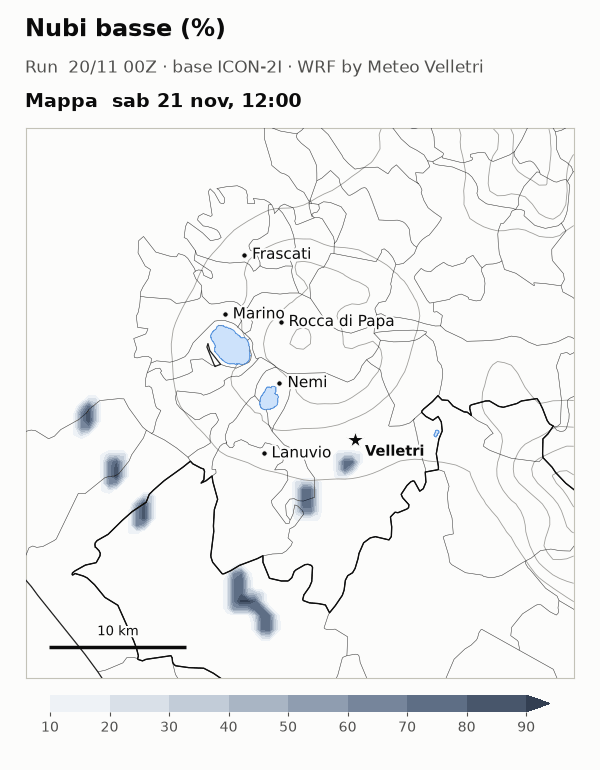 Nubi basse (%)
Run  20/11 00Z · base ICON-2I · WRF by Meteo Velletri
Mappa  sab 21 nov, 12:00
Frascati
Marino
Rocca di Papa
Nemi
Velletri
Lanuvio
10 km
10 20 30 40 50 60 70 80 90